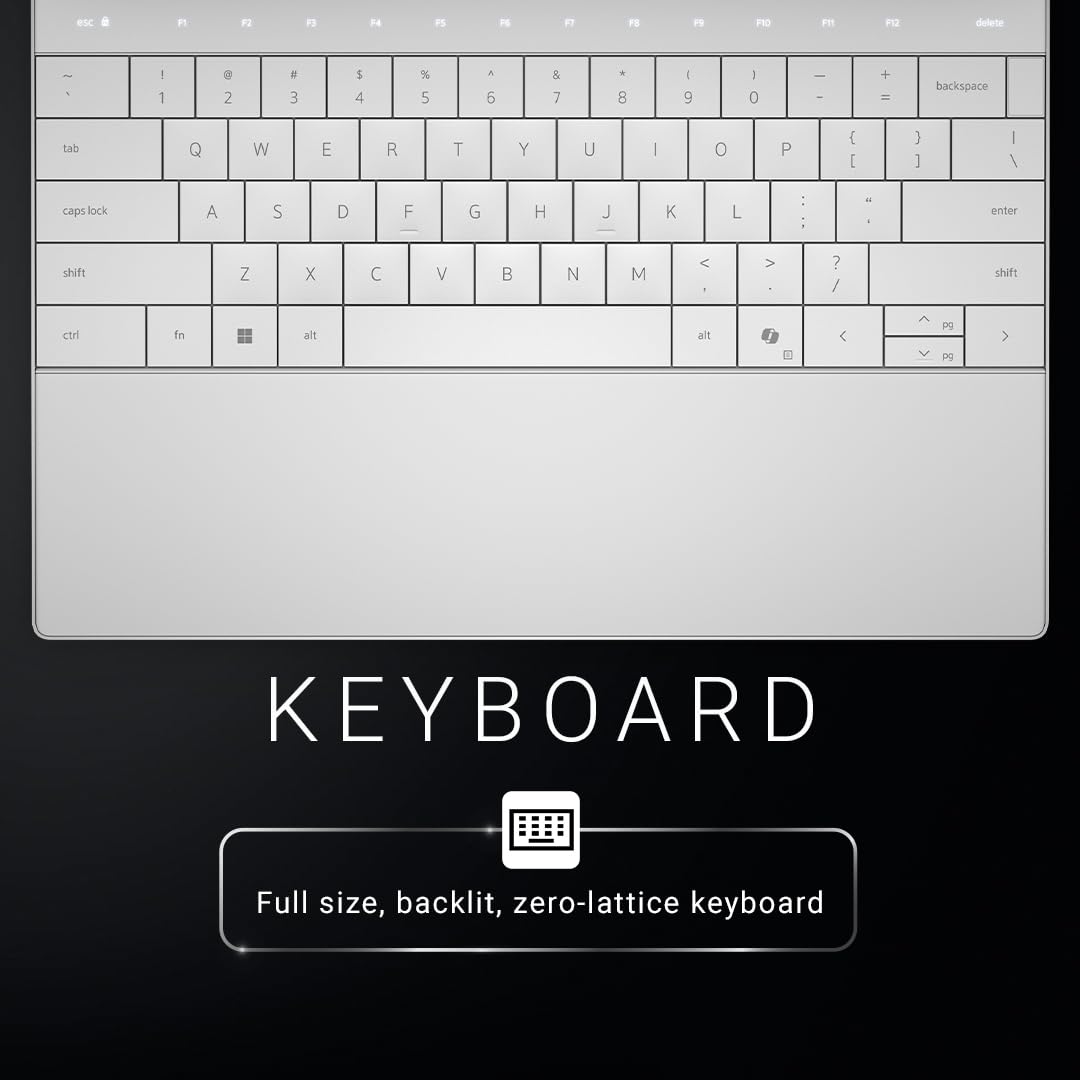 esc F1 F2 F3 F4 F5 F6 F7 F8 F9 F10 F11 F12 delete
~ ! @ # $ % ^ & * ( ) — +
` 1 2 3 4 5 6 7 8 9 0 - = backspace
tab Q W E R T Y U I O P { } |
[ ] \
caps lock A S D F G H J K L : “ enter
; ‘
shift Z X C V B N M < > ? shift
, . /
ctrl fn alt alt < ^ pg >
pg
KEYBOARD
Full size, backlit, zero-lattice keyboard